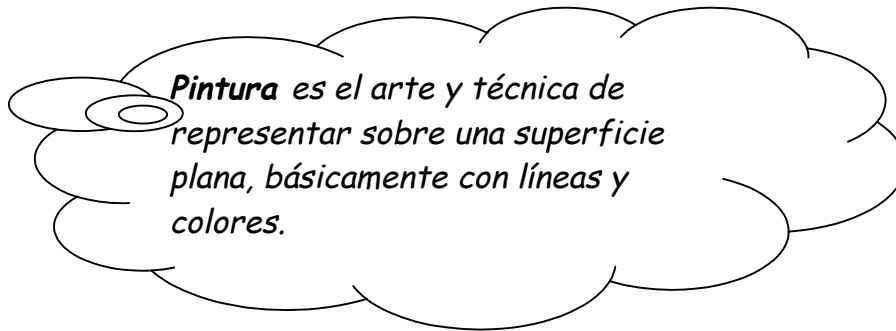 Pintura es el arte y técnica de
representar sobre una superficie
plana, básicamente con líneas y
colores.